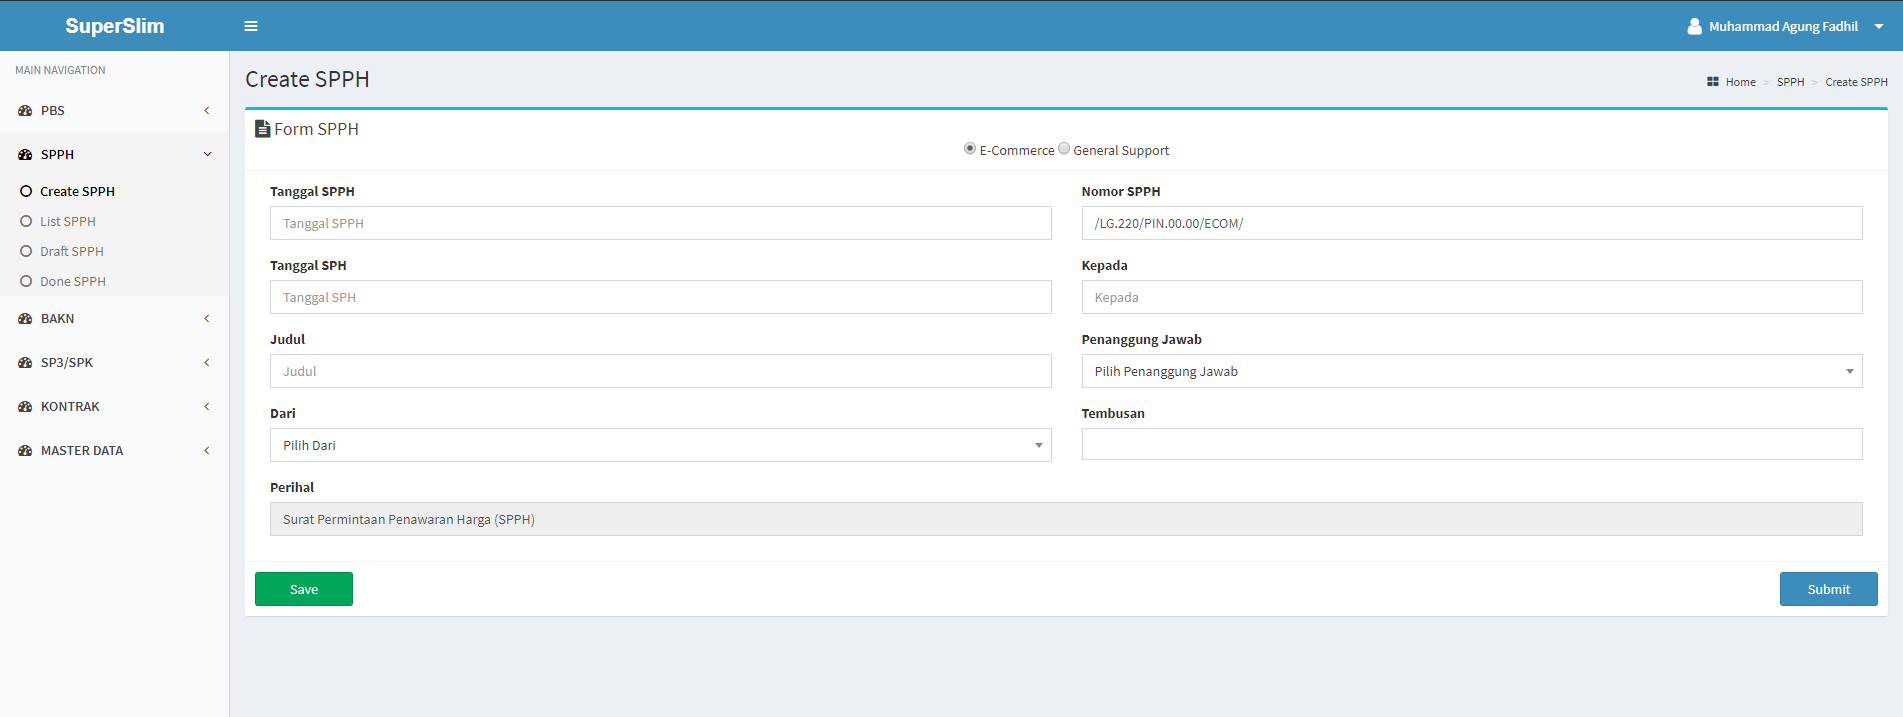 SuperSlim
Muhammad Agung Fadhil
MAIN NAVIGATION
PBS
SPPH
Create SPPH
List SPPH
Draft SPPH
Done SPPH
BAKN
SP3/SPK
KONTRAK
MASTER DATA
Create SPPH
Home > SPPH > Create SPPH
Form SPPH
E-Commerce General Support
Tanggal SPPH
Tanggal SPPH
Nomor SPPH
/LG.220/PIN.00.00/ECOM/
Tanggal SPH
Tanggal SPH
Kepada
Kepada
Judul
Judul
Penanggung Jawab
Pilih Penanggung Jawab
Dari
Pilih Dari
Tembusan
Perihal
Surat Permintaan Penawaran Harga (SPPH)
Save
Submit